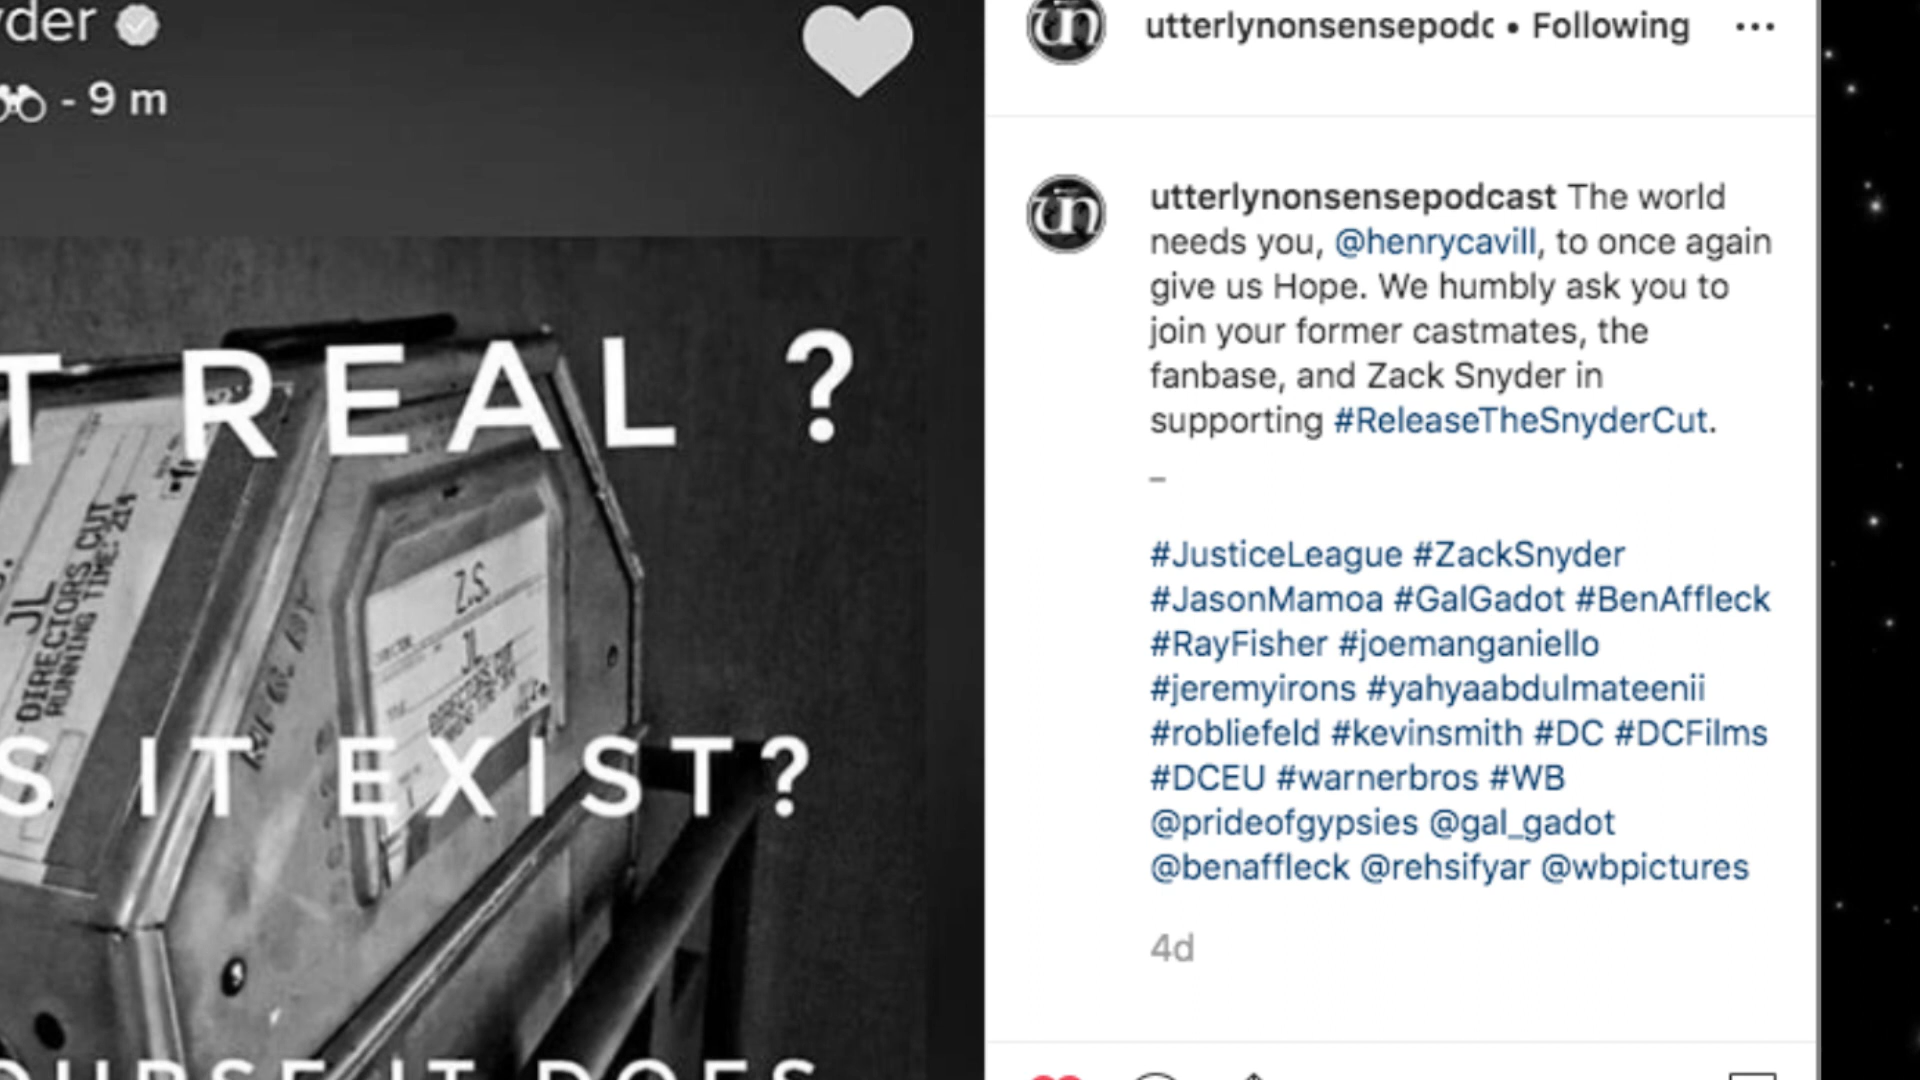 der
- 9 m
T REAL ?
JL
DIRECTORS CUT
RUNNING TIME: 214
Z.S.
JL
S IT EXIST?
OURSE IT DOES
utterlynonsensepodc • Following
utterlynonsensepodcast The world
needs you, @henrycavill, to once again
give us Hope. We humbly ask you to
join your former castmates, the
fanbase, and Zack Snyder in
supporting #ReleaseTheSnyderCut.
–
#JusticeLeague #ZackSnyder
#JasonMamoa #GalGadot #BenAffleck
#RayFisher #joemanganiello
#jeremyirons #yahyaabdulmateenii
#robliefeld #kevinsmith #DC #DCFilms
#DCEU #warnerbros #WB
@prideofgypsies @gal_gadot
@benaffleck @rehsifyar @wbpictures
4d